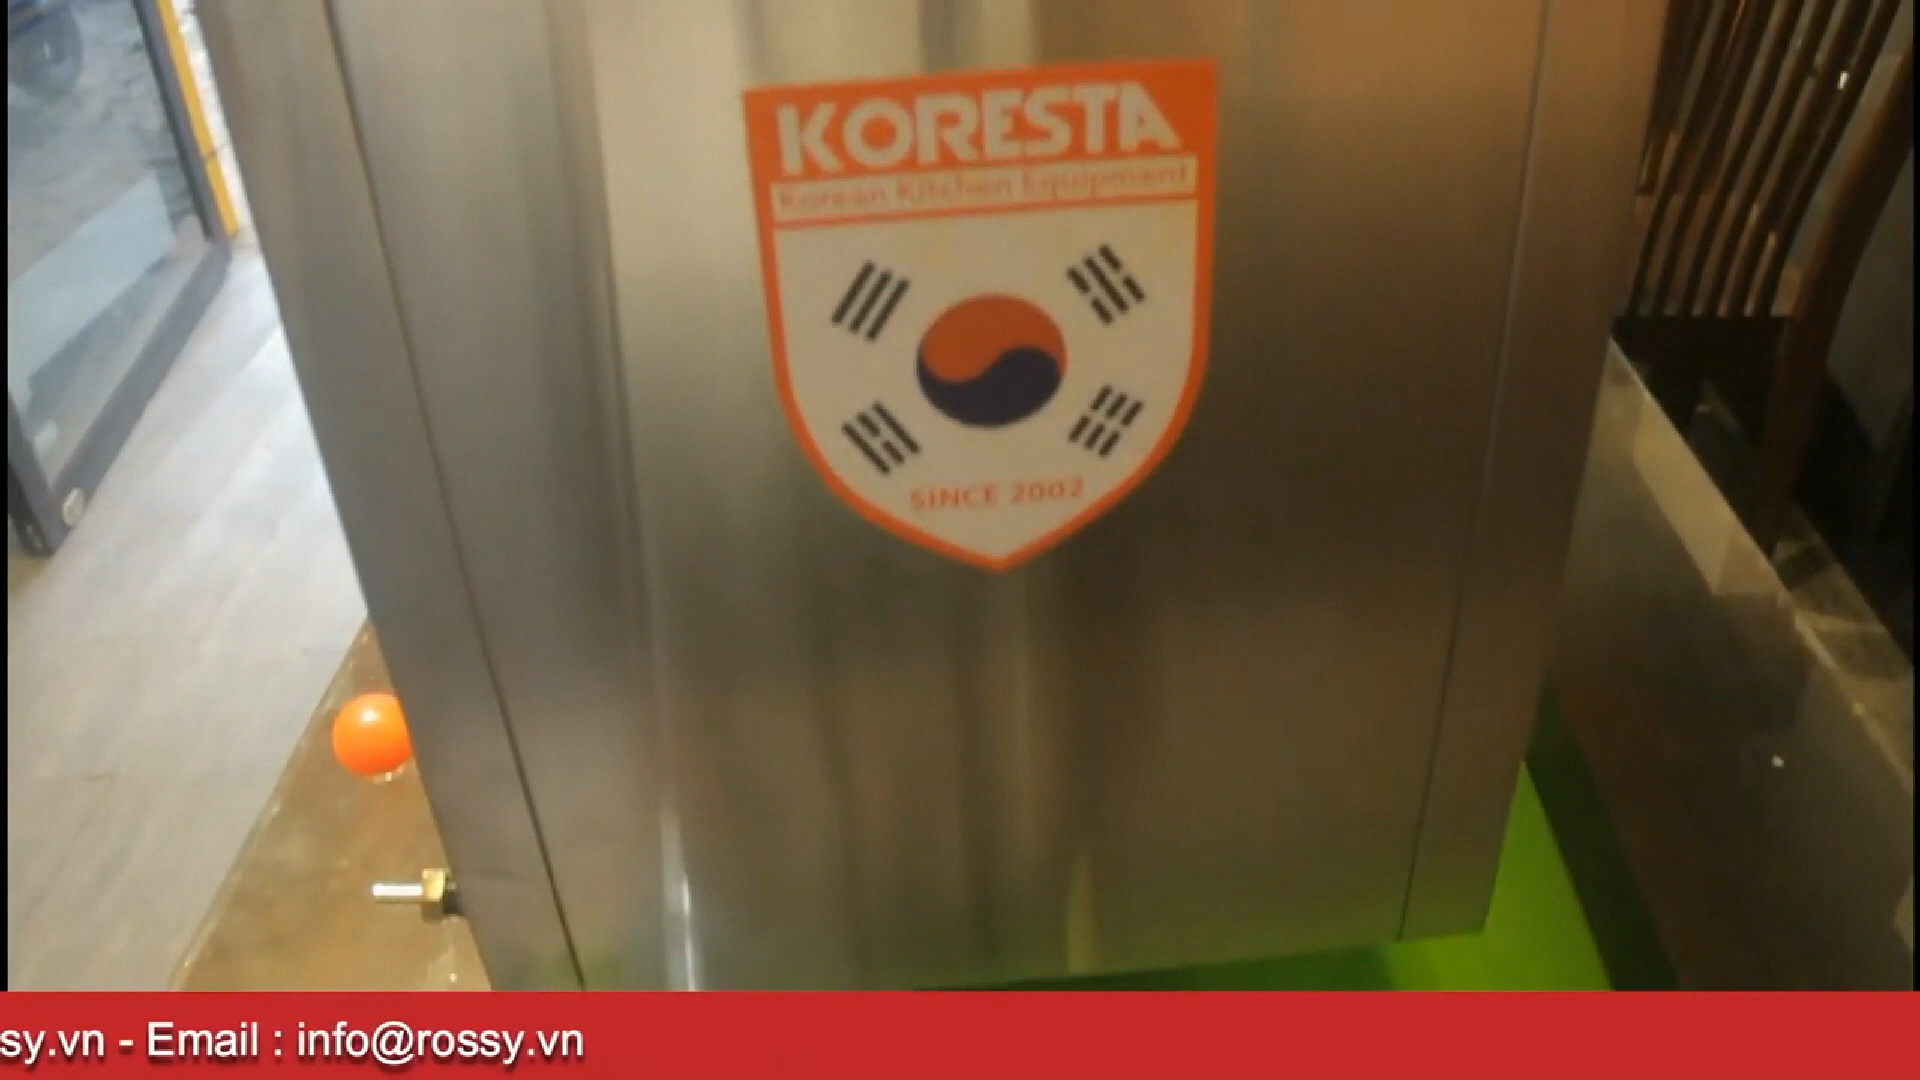 KORESTA
Korean Kitchen Equipment
SINCE 2002
sy.vn - Email : info@rossy.vn